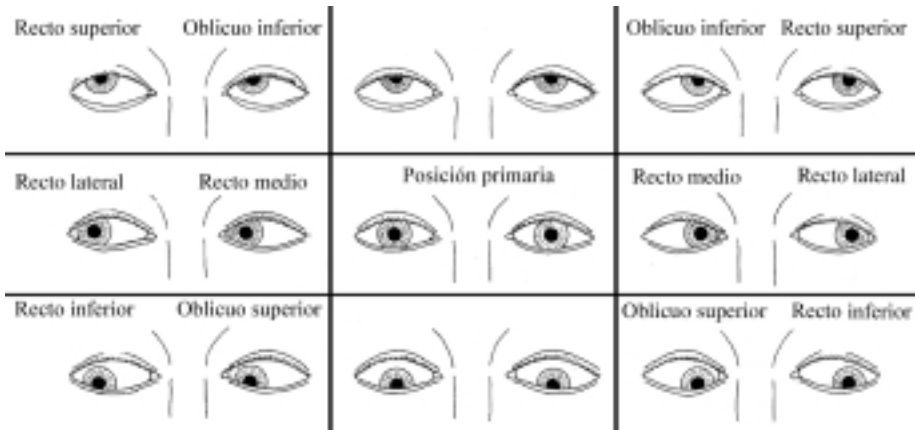 Recto superior
Oblicuo inferior
Oblicuo inferior
Recto superior
Recto lateral
Recto medio
Posición primaria
Recto medio
Recto lateral
Recto inferior
Oblicuo superior
Oblicuo superior
Recto inferior